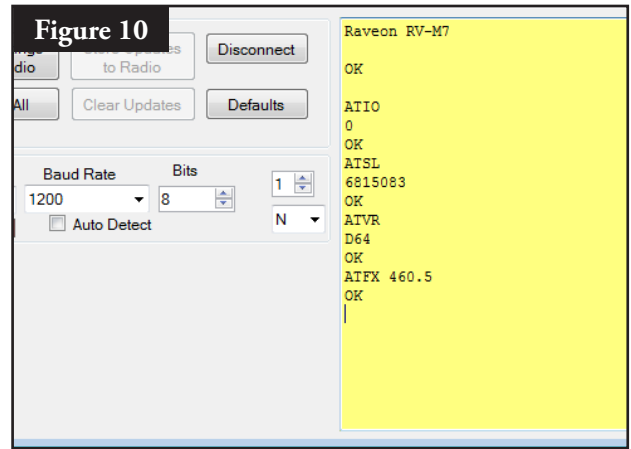 Figure 10
dio
to Radio
Disconnect
All
Clear Updates
Defaults
Baud Rate
Bits
1200
8
1
Auto Detect
N
Raveon RV-M7
OK
ATIO
0
OK
ATSL
6815083
OK
ATVR
D64
OK
ATFX 460.5
OK